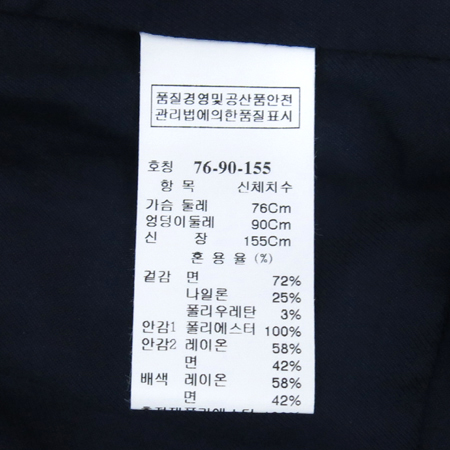 품질경영및공산품안전
관리법에의한품질표시
호칭 76-90-155
항 목 신체치수
가슴 둘레 76Cm
엉덩이둘레 90Cm
신 장 155Cm
혼 용 율 (%)
겉감 면 72%
나일론 25%
폴리우레탄 3%
안감1 폴리에스터 100%
안감2 레이온 58%
면 42%
배색 레이온 58%
면 42%